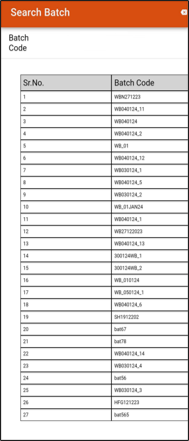 Search Batch
Batch
Code
Sr.No. Batch Code
1 WBN271223
2 WB040124_11
3 WB040124
4 WB040124_2
5 WB_01
6 WB040124_12
7 WB030124_1
8 WB040124_5
9 WB030124_2
10 WB_01JAN24
11 WB040124_1
12 WB27122023
13 WB040124_13
14 300124WB_1
15 300124WB_2
16 WB_010124
17 WB_050124_1
18 WB040124_6
19 SH1912202
20 bat67
21 bat78
22 WB040124_14
23 WB030124_4
24 bat56
25 WB030124_3
26 HFG121223
27 bat565